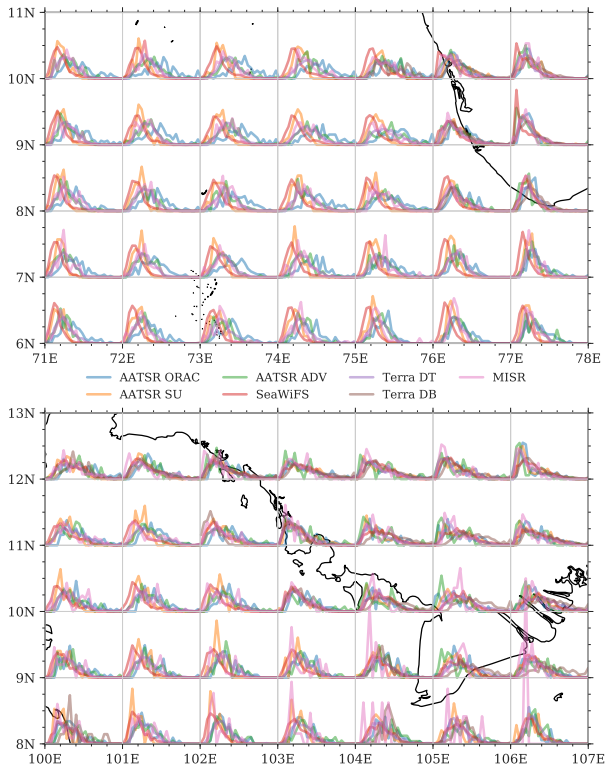 11N
10N
9N
8N
7N
6N
71E 72E 73E 74E 75E 76E 77E 78E
AATSR ORAC AATSR ADV Terra DT MISR
AATSR SU SeaWiFS Terra DB
13N
12N
11N
10N
9N
8N
100E 101E 102E 103E 104E 105E 106E 107E